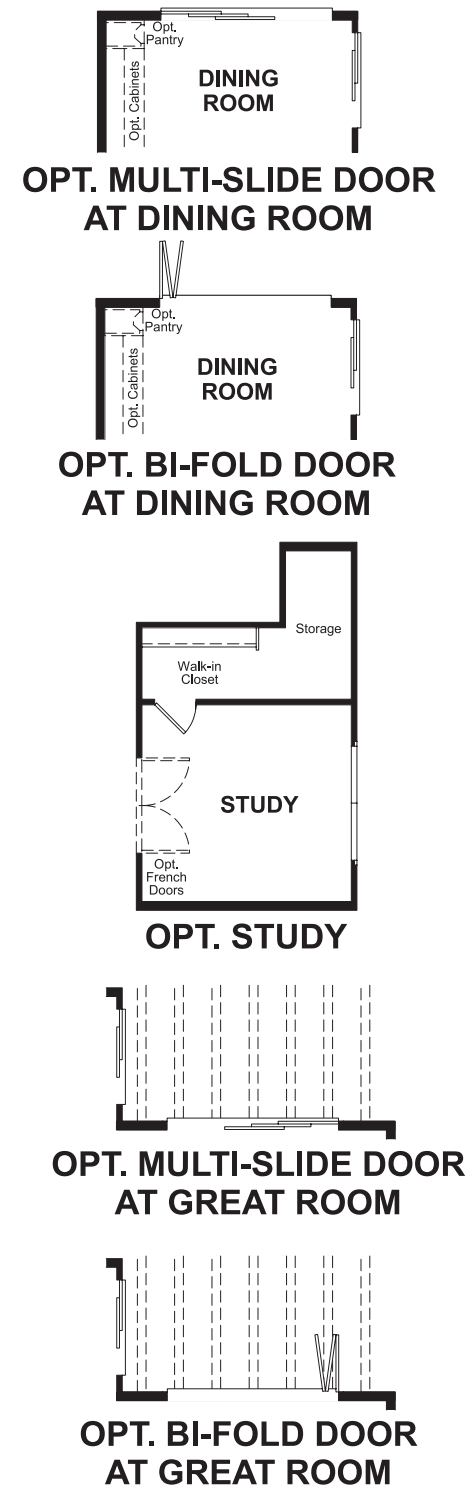 Opt.
Pantry
Opt. Cabinets
DINING
ROOM
OPT. MULTI-SLIDE DOOR
AT DINING ROOM
Opt.
Pantry
Opt. Cabinets
DINING
ROOM
OPT. BI-FOLD DOOR
AT DINING ROOM
Storage
Walk-in
Closet
STUDY
Opt.
French
Doors
OPT. STUDY
OPT. MULTI-SLIDE DOOR
AT GREAT ROOM
OPT. BI-FOLD DOOR
AT GREAT ROOM